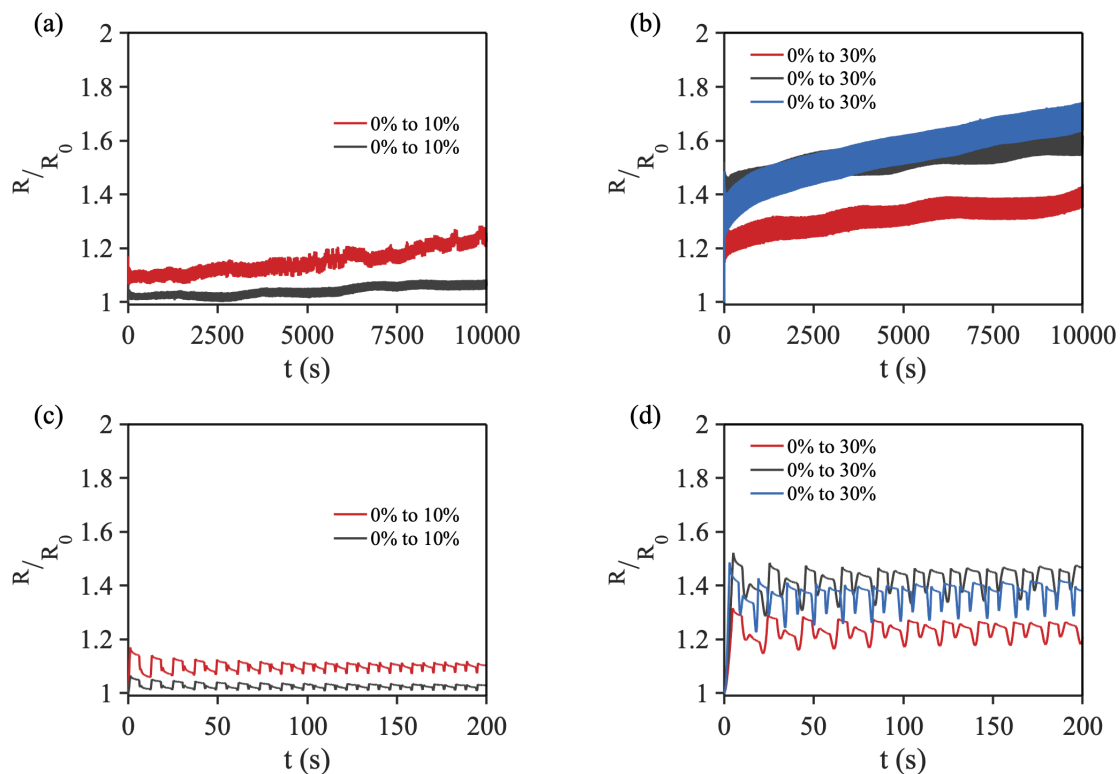 (a)
2
1.8
1.6
1.4
1.2
1
R/R0
0% to 10%
0% to 10%
0 2500 5000 7500 10000
t (s)
(b)
2
1.8
1.6
1.4
1.2
1
R/R0
0% to 30%
0% to 30%
0% to 30%
0 2500 5000 7500 10000
t (s)
(c)
2
1.8
1.6
1.4
1.2
1
R/R0
0% to 10%
0% to 10%
0 50 100 150 200
t (s)
(d)
2
1.8
1.6
1.4
1.2
1
R/R0
0% to 30%
0% to 30%
0% to 30%
0 50 100 150 200
t (s)